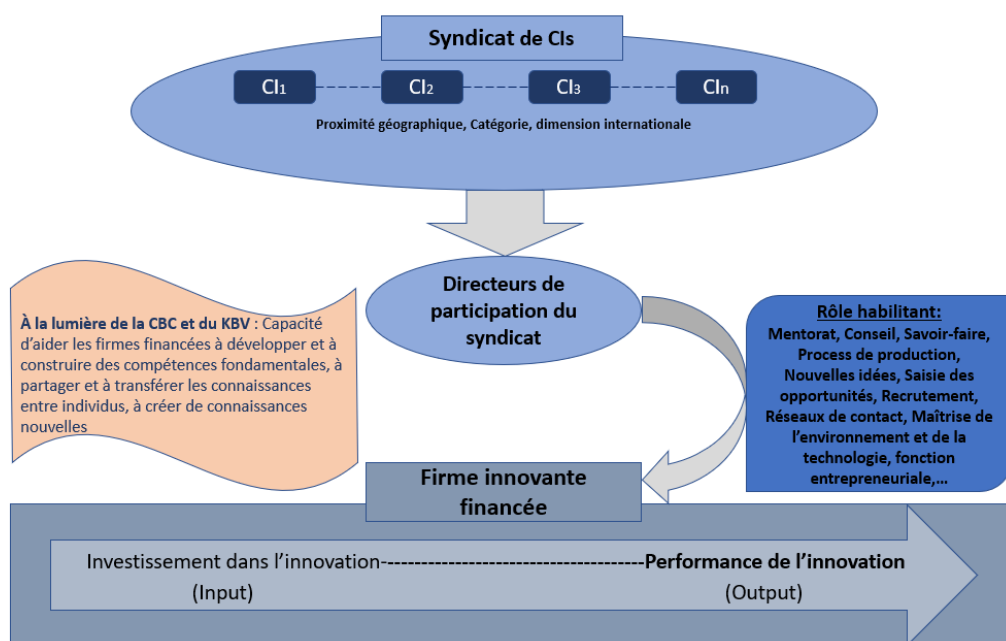 Syndicat de CIs
CI1 CI2 CI3 CIn
Proximité géographique, Catégorie, dimension internationale
Directeurs de
participation du
syndicat
À la lumière de la CBC et du KBV : Capacité
d’aider les firmes financées à développer et à
construire des compétences fondamentales, à
partager et à transférer les connaissances
entre individus, à créer de connaissances
nouvelles
Rôle habilitant:
Mentorat, Conseil, Savoir-faire,
Process de production,
Nouvelles idées, Saisie des
opportunités, Recrutement,
Réseaux de contact, Maîtrise de
l’environnement et de la
technologie, fonction
entrepreneuriale,...
Firme innovante
financée
Investissement dans l’innovation-------------------------------Performance de l’innovation
(Input) (Output)